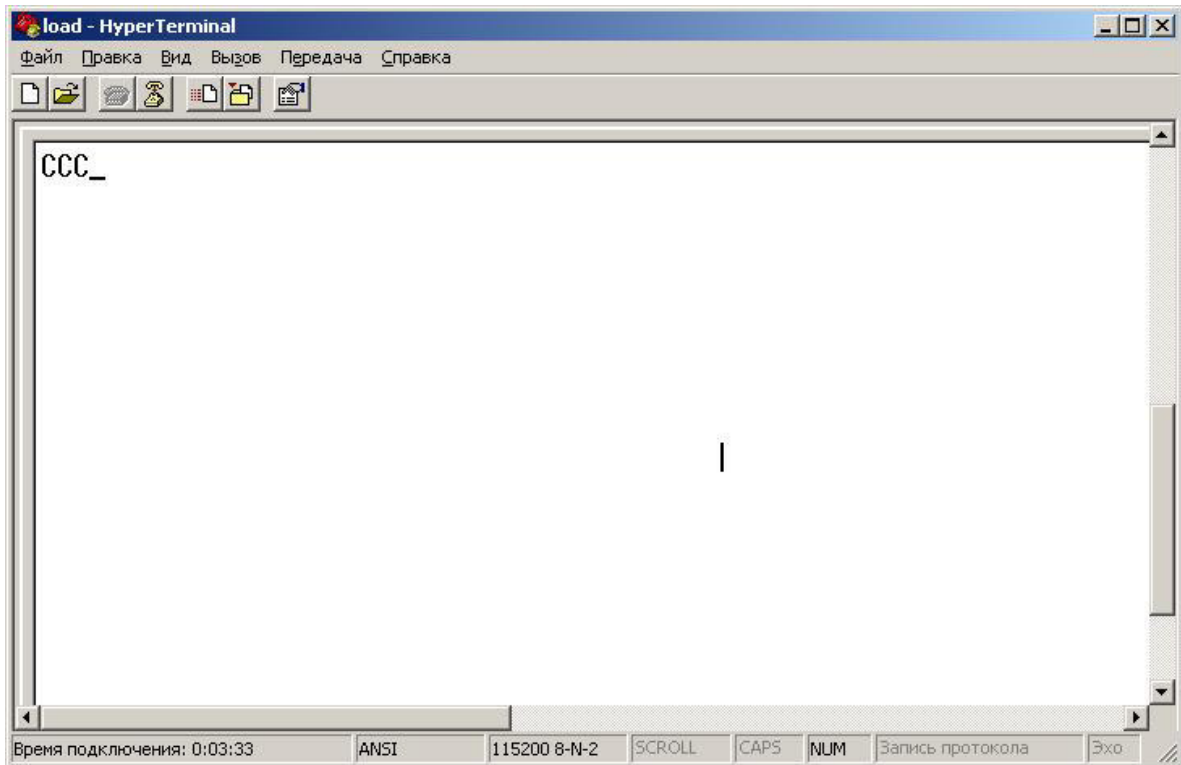 load - HyperTerminal
Файл Правка Вид Вызов Передача Справка
CCC_
Время подключения: 0:03:33 ANSI 115200 8-N-2 SCROLL CAPS NUM Запись протокола Эхо